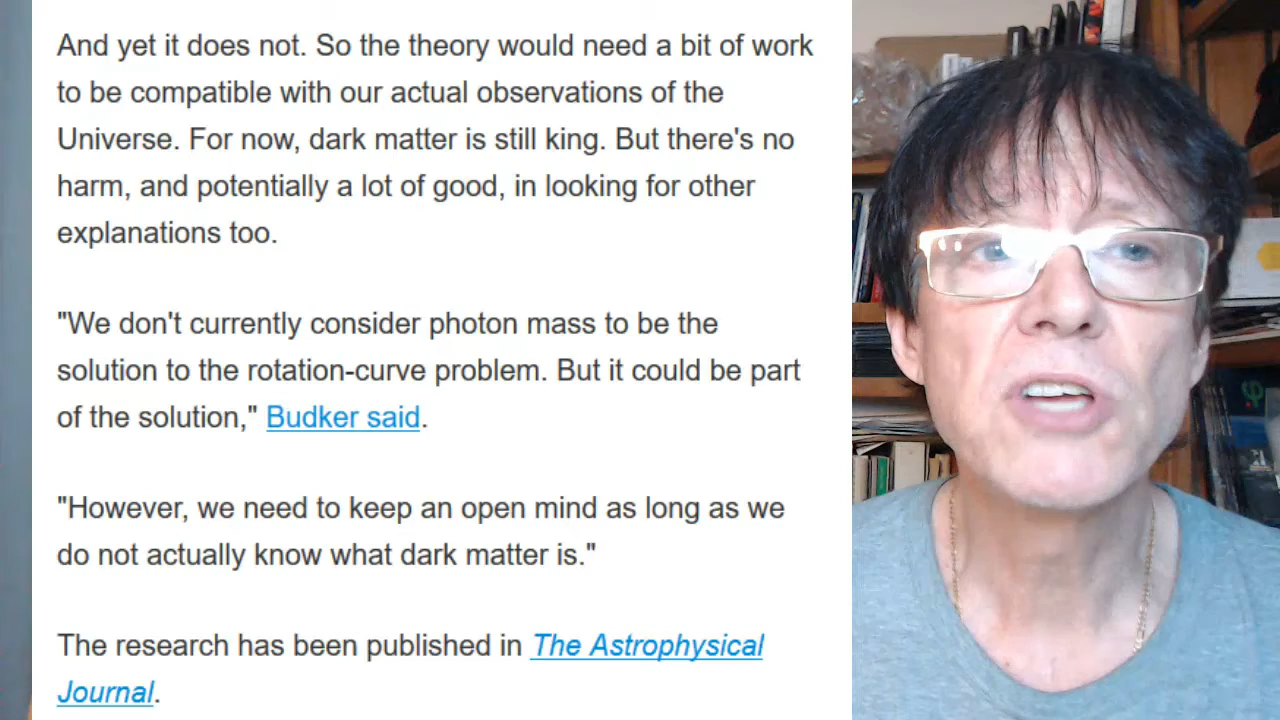 And yet it does not. So the theory would need a bit of work
to be compatible with our actual observations of the
Universe. For now, dark matter is still king. But there's no
harm, and potentially a lot of good, in looking for other
explanations too.
"We don't currently consider photon mass to be the
solution to the rotation-curve problem. But it could be part
of the solution," Budker said.
"However, we need to keep an open mind as long as we
do not actually know what dark matter is."
The research has been published in The Astrophysical
Journal.